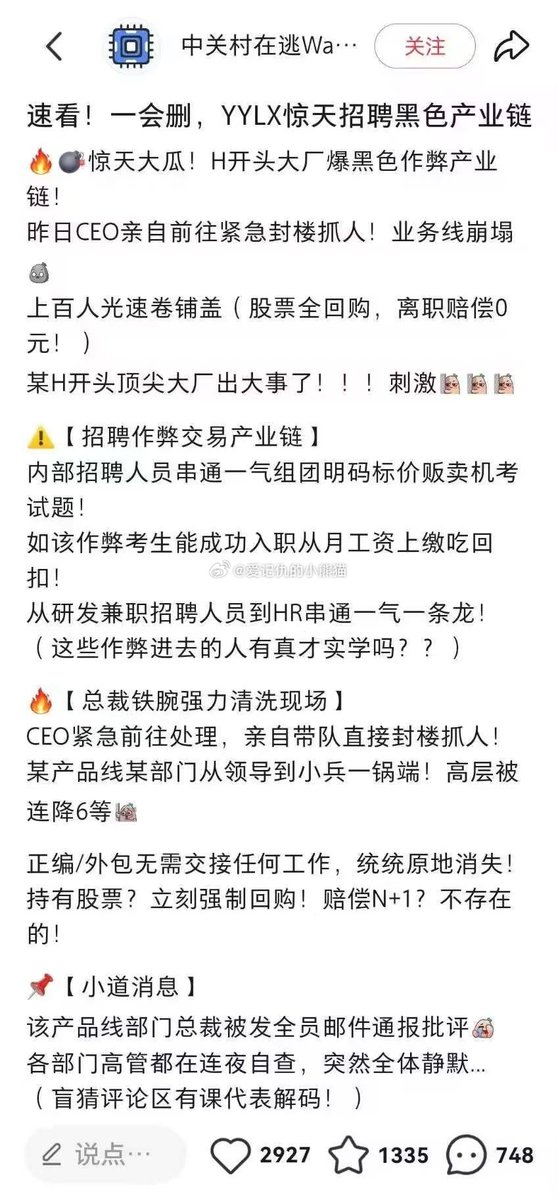 中关村在逃Wa…
关注
速看！一会删，YYLX惊天招聘黑色产业链
🔥💣惊天大瓜！H开头大厂爆黑色作弊产业
链！
昨日CEO亲自前往紧急封楼抓人！业务线崩塌
上百人光速卷铺盖（股票全回购，离职赔偿0
元！）
某H开头顶尖大厂出大事了！！！刺激
⚠️【招聘作弊交易产业链】
内部招聘人员串通一气组团明码标价贩卖机考
试题！
如该作弊考生能成功入职从月工资上缴吃回
扣！
@爱记仇的小熊猫
从研发兼职招聘人员到HR串通一气一条龙！
（这些作弊进去的人有真才实学吗？？）
🔥【总裁铁腕强力清洗现场】
CEO紧急前往处理，亲自带队直接封楼抓人！
某产品线某部门从领导到小兵一锅端！高层被
连降6等
正编/外包无需交接任何工作，统统原地消失！
持有股票？立刻强制回购！赔偿N+1？不存在
的！
📌【小道消息】
该产品线部门总裁被发全员邮件通报批评
各部门高管都在连夜自查，突然全体静默...
（盲猜评论区有课代表解码！）
说点…
2927
1335
748